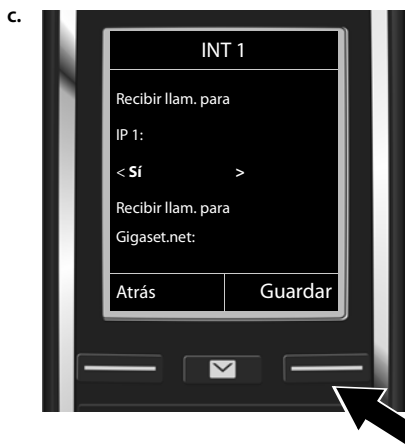 c.
INT 1
Recibir llam. para
IP 1:
< Sí >
Recibir llam. para
Gigaset.net:
Atrás Guardar